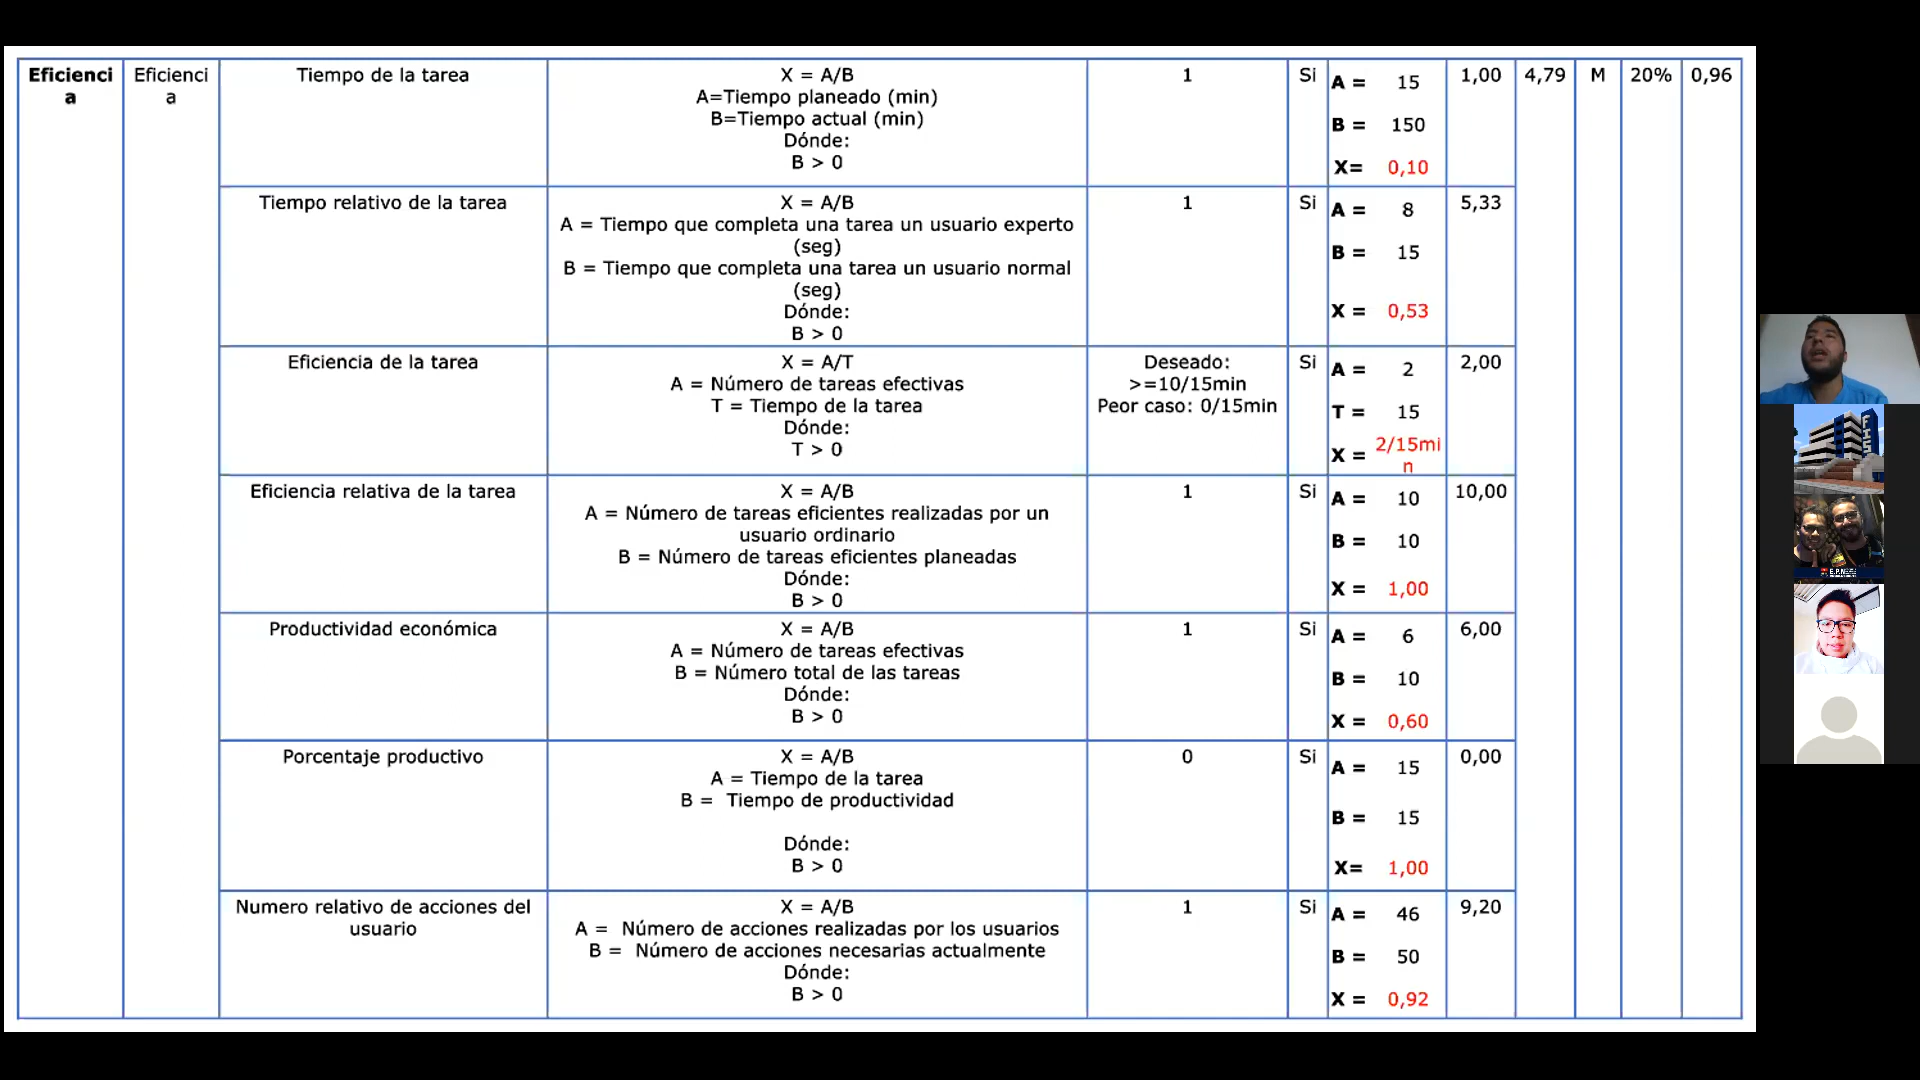 Eficienci
a
Eficienci
a
Tiempo de la tarea
X = A/B
A=Tiempo planeado (min)
B=Tiempo actual (min)
Dónde:
B > 0
1
Si
A = 15
B = 150
X= 0,10
1,00
4,79
M
20%
0,96
Tiempo relativo de la tarea
X = A/B
A = Tiempo que completa una tarea un usuario experto
(seg)
B = Tiempo que completa una tarea un usuario normal
(seg)
Dónde:
B > 0
1
Si
A = 8
B = 15
X = 0,53
5,33
Eficiencia de la tarea
X = A/T
A = Número de tareas efectivas
T = Tiempo de la tarea
Dónde:
T > 0
Deseado:
>=10/15min
Peor caso: 0/15min
Si
A = 2
T = 15
X = 2/15mi
n
2,00
Eficiencia relativa de la tarea
X = A/B
A = Número de tareas eficientes realizadas por un
usuario ordinario
B = Número de tareas eficientes planeadas
Dónde:
B > 0
1
Si
A = 10
B = 10
X = 1,00
10,00
Productividad económica
X = A/B
A = Número de tareas efectivas
B = Número total de las tareas
Dónde:
B > 0
1
Si
A = 6
B = 10
X = 0,60
6,00
Porcentaje productivo
X = A/B
A = Tiempo de la tarea
B =  Tiempo de productividad
Dónde:
B > 0
0
Si
A = 15
B = 15
X= 1,00
0,00
Numero relativo de acciones del
usuario
X = A/B
A =  Número de acciones realizadas por los usuarios
B =  Número de acciones necesarias actualmente
Dónde:
B > 0
1
Si
A = 46
B = 50
X = 0,92
9,20